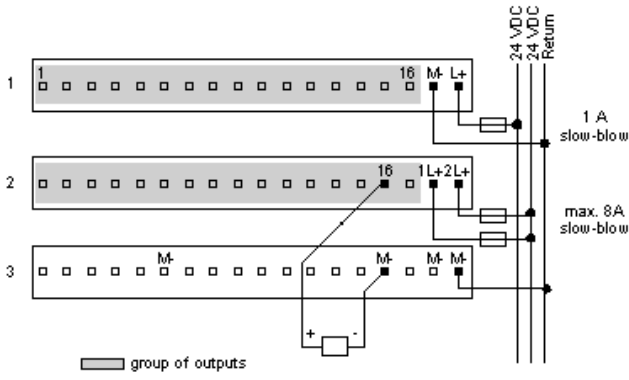 24 VDC
24 VDC
Return
1
1 16 M- L+
1 A
slow-blow
2
16 1L+ 2L+
max. 8A
slow-blow
3
M- M- M- M-
+ -
group of outputs